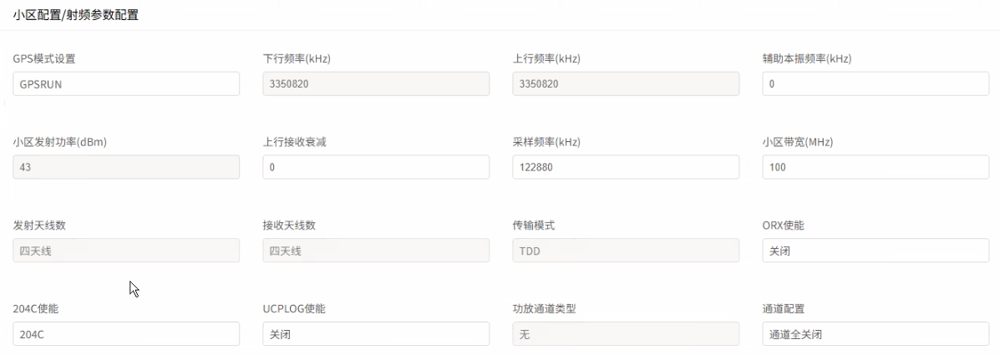 小区配置/射频参数配置
GPS模式设置 下行频率(kHz) 上行频率(kHz) 辅助本振频率(kHz)
GPSRUN 3350820 3350820 0
小区发射功率(dBm) 上行接收衰减 采样频率(kHz) 小区带宽(MHz)
43 0 122880 100
发射天线数 接收天线数 传输模式 ORX使能
四天线 四天线 TDD 关闭
204C使能 UCPLOG使能 功放通道类型 通道配置
204C 关闭 无 通道全关闭